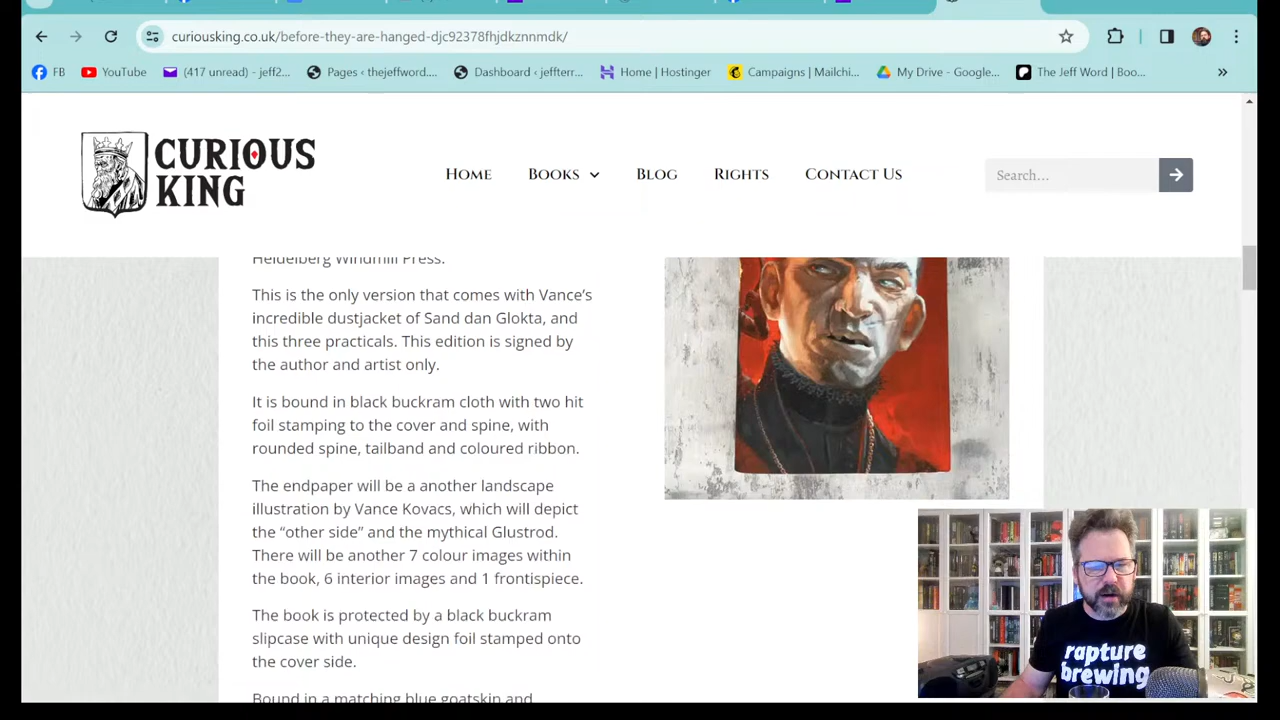 curiousking.co.uk/before-they-are-hanged-djc92378fhjdkznnmdk/
FB YouTube (417 unread) - jeff2... Pages ‹ thejeffword.... Dashboard ‹ jeffterr... Home | Hostinger Campaigns | Mailchi... My Drive - Google... The Jeff Word | Boo... »
CURIOUS
KING
HOME BOOKS BLOG RIGHTS CONTACT US Search...
Heidelberg Windmill Press.
This is the only version that comes with Vance's
incredible dustjacket of Sand dan Glokta, and
this three practicals. This edition is signed by
the author and artist only.
It is bound in black buckram cloth with two hit
foil stamping to the cover and spine, with
rounded spine, tailband and coloured ribbon.
The endpaper will be a another landscape
illustration by Vance Kovacs, which will depict
the “other side” and the mythical Glustrod.
There will be another 7 colour images within
the book, 6 interior images and 1 frontispiece.
The book is protected by a black buckram
slipcase with unique design foil stamped onto
the cover side.
Bound in a matching blue goatskin and
rapture
brewing